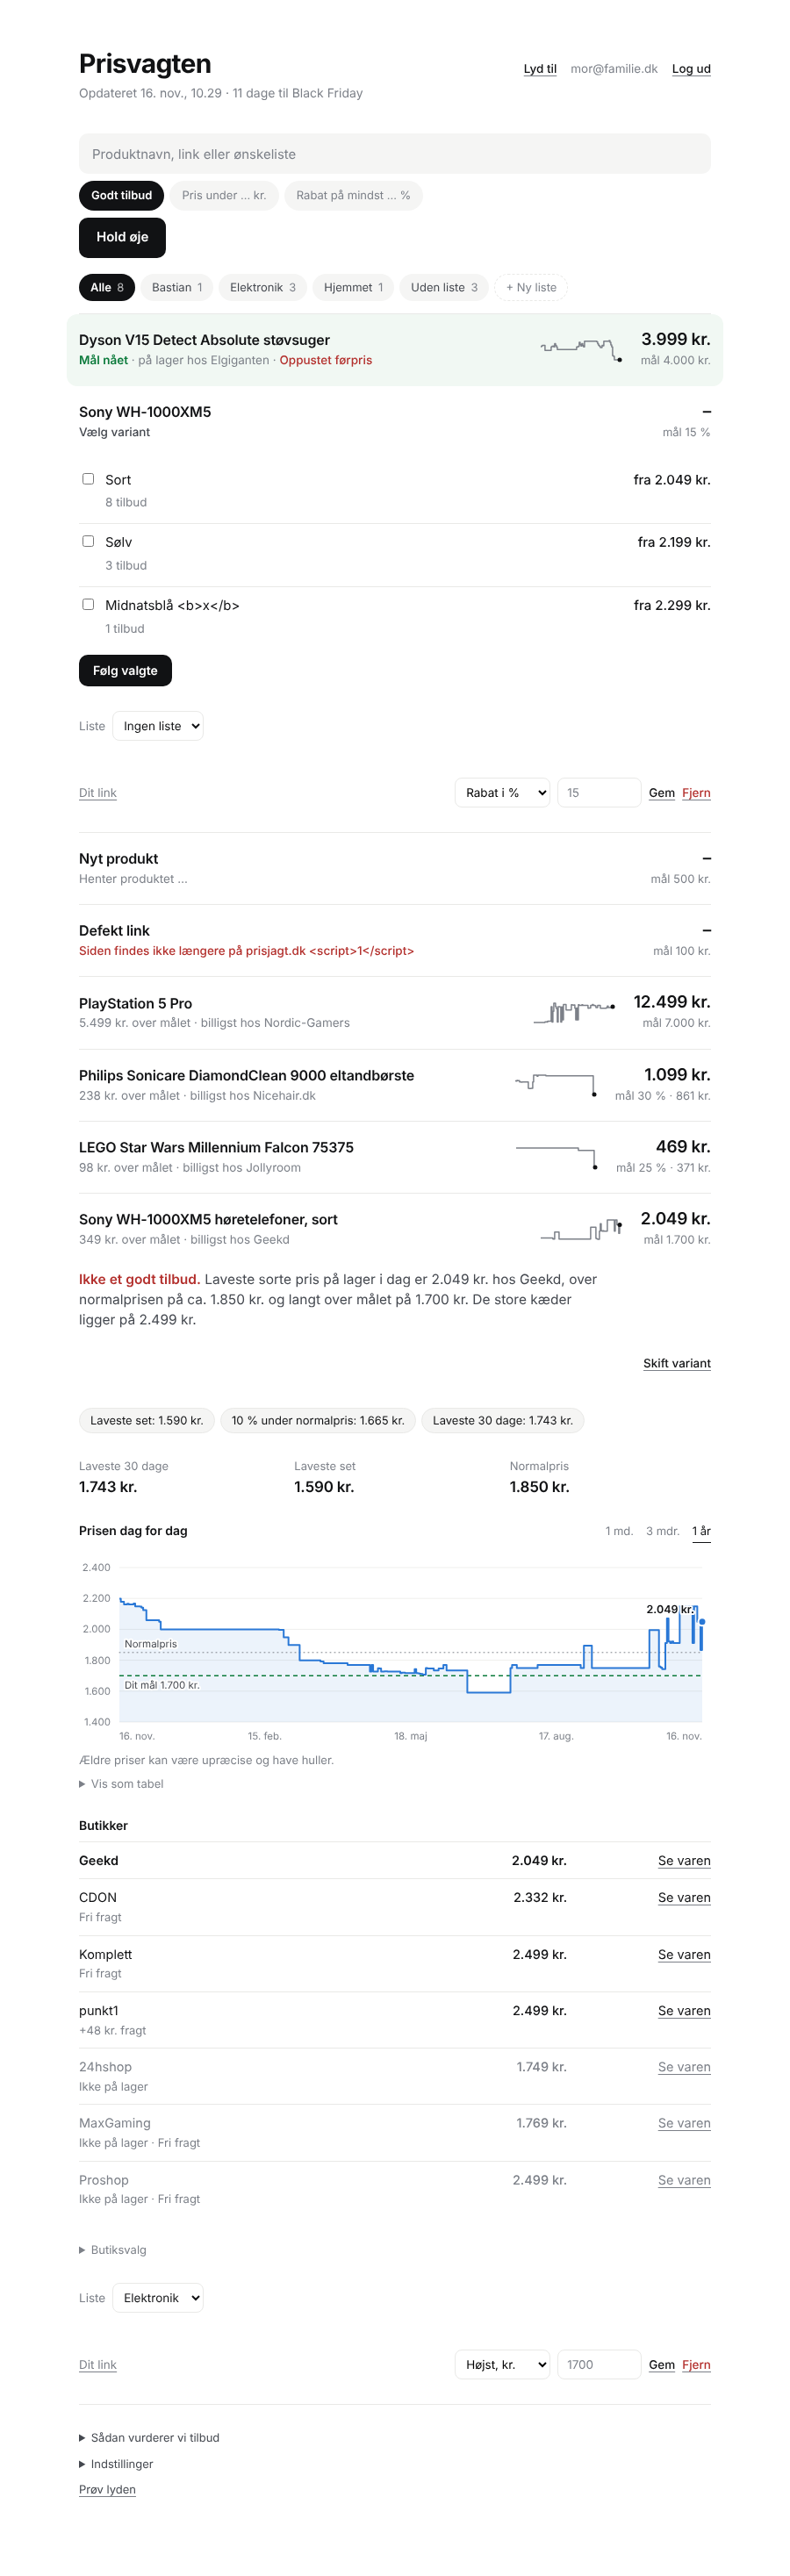 Prisvagten
Lyd til mor@familie.dk Log ud
Opdateret 16. nov., 10.29 · 11 dage til Black Friday
Produktnavn, link eller ønskeliste
Godt tilbud Pris under ... kr. Rabat på mindst ... %
Hold øje
Alle 8 Bastian 1 Elektronik 3 Hjemmet 1 Uden liste 3 + Ny liste
Dyson V15 Detect Absolute støvsuger 3.999 kr.
Mål nået · på lager hos Elgiganten · Oppustet førpris mål 4.000 kr.
Sony WH-1000XM5 –
Vælg variant mål 15 %
Sort fra 2.049 kr.
8 tilbud
Sølv fra 2.199 kr.
3 tilbud
Midnatsblå <b>x</b> fra 2.299 kr.
1 tilbud
Følg valgte
Liste Ingen liste
Dit link Rabat i % 15 Gem Fjern
Nyt produkt –
Henter produktet ... mål 500 kr.
Defekt link –
Siden findes ikke længere på prisjagt.dk <script>1</script> mål 100 kr.
PlayStation 5 Pro 12.499 kr.
5.499 kr. over målet · billigst hos Nordic-Gamers mål 7.000 kr.
Philips Sonicare DiamondClean 9000 eltandbørste 1.099 kr.
238 kr. over målet · billigst hos Nicehair.dk mål 30 % · 861 kr.
LEGO Star Wars Millennium Falcon 75375 469 kr.
98 kr. over målet · billigst hos Jollyroom mål 25 % · 371 kr.
Sony WH-1000XM5 høretelefoner, sort 2.049 kr.
349 kr. over målet · billigst hos Geekd mål 1.700 kr.
Ikke et godt tilbud. Laveste sorte pris på lager i dag er 2.049 kr. hos Geekd, over
normalprisen på ca. 1.850 kr. og langt over målet på 1.700 kr. De store kæder
ligger på 2.499 kr.
Skift variant
Laveste set: 1.590 kr. 10 % under normalpris: 1.665 kr. Laveste 30 dage: 1.743 kr.
Laveste 30 dage Laveste set Normalpris
1.743 kr. 1.590 kr. 1.850 kr.
Prisen dag for dag 1 md. 3 mdr. 1 år
2.400
2.200
2.049 kr.
2.000
Normalpris
1.800
Dit mål 1.700 kr.
1.600
1.400
16. nov. 15. feb. 18. maj 17. aug. 16. nov.
Ældre priser kan være upræcise og have huller.
Vis som tabel
Butikker
Geekd 2.049 kr. Se varen
CDON 2.332 kr. Se varen
Fri fragt
Komplett 2.499 kr. Se varen
Fri fragt
punkt1 2.499 kr. Se varen
+48 kr. fragt
24hshop 1.749 kr. Se varen
Ikke på lager
MaxGaming 1.769 kr. Se varen
Ikke på lager · Fri fragt
Proshop 2.499 kr. Se varen
Ikke på lager · Fri fragt
Butiksvalg
Liste Elektronik
Dit link Højst, kr. 1700 Gem Fjern
Sådan vurderer vi tilbud
Indstillinger
Prøv lyden